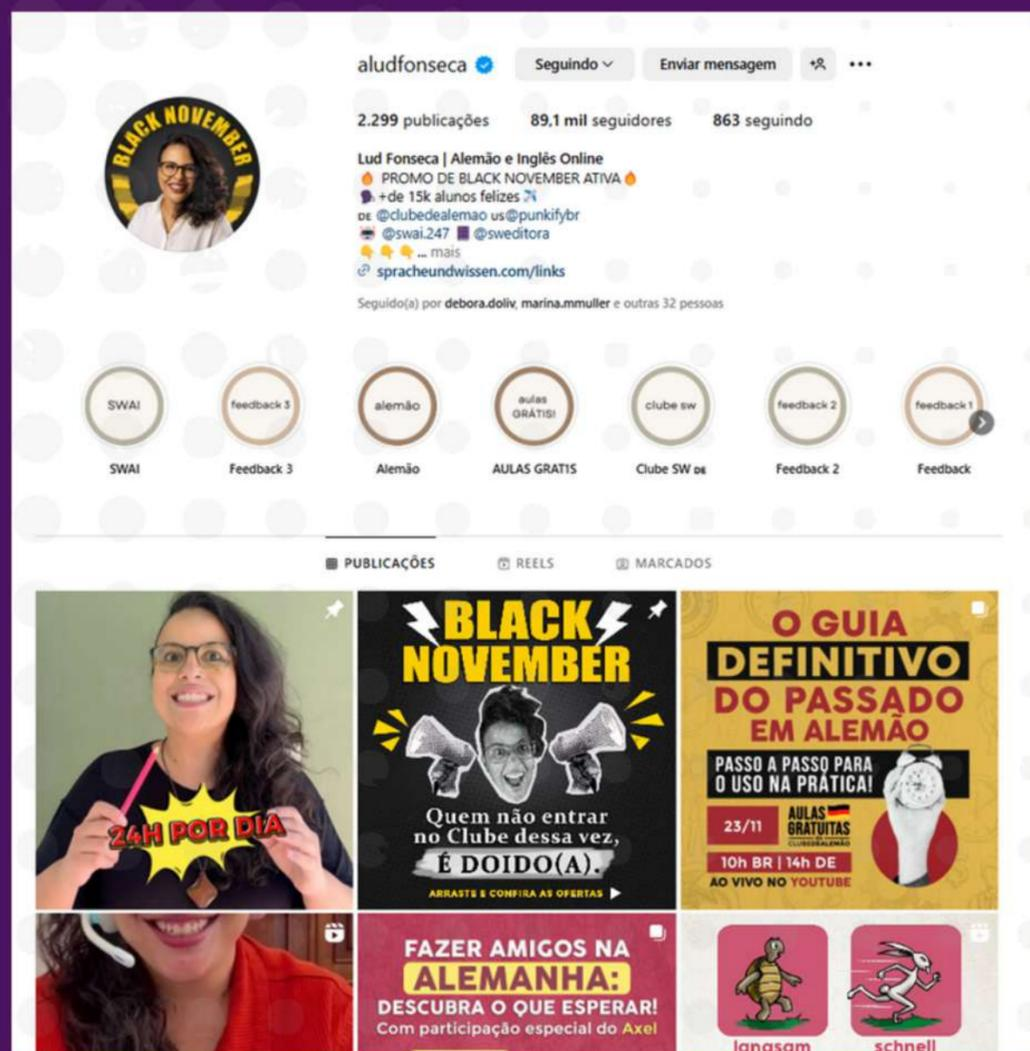 aludfonseca
Seguindo
Enviar mensagem
2.299 publicações
89,1 mil seguidores
863 seguindo
BLACK NOVEMBER
Lud Fonseca | Alemão e Inglês Online
🔥 PROMO DE BLACK NOVEMBER ATIVA 🔥
+de 15k alunos felizes
DE @clubedealemao US @punkifybr
@swai.247 @sweditora
👇👇👇 ... mais
spracheundwissen.com/links
Seguido(a) por debora.doliv, marina.mmuller e outras 32 pessoas
SWAI
feedback 3
alemão
aulas
GRÁTIS!
clube sw
feedback 2
feedback 1
SWAI
Feedback 3
Alemão
AULAS GRATIS
Clube SW DE
Feedback 2
Feedback
PUBLICAÇÕES
REELS
MARCADOS
24H POR DIA
BLACK
NOVEMBER
Quem não entrar
no Clube dessa vez,
É DOIDO(A).
ARRASTE E CONFIRA AS OFERTAS
O GUIA
DEFINITIVO
DO PASSADO
EM ALEMÃO
PASSO A PASSO PARA
O USO NA PRÁTICA!
23/11
AULAS
GRATUITAS
CLUBEDEALEMÃO
10h BR | 14h DE
AO VIVO NO YOUTUBE
FAZER AMIGOS NA
ALEMANHA:
DESCUBRA O QUE ESPERAR!
Com participação especial do Axel
langsam
schnell